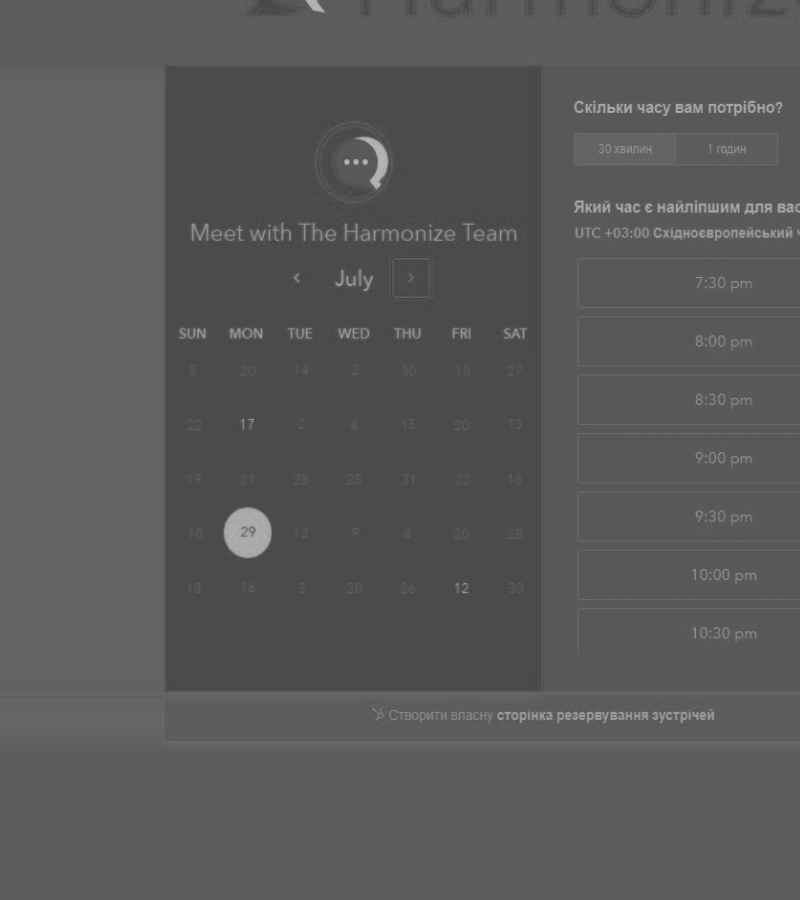 Meet with The Harmonize Team
July
SUN MON TUE WED THU FRI SAT
5 20 14 2 30 10 27
22 17 2 4 15 20 13
19 21 28 28 31 22 18
10 29 12 9 4 20 28
18 16 3 20 26 12 30
Скільки часу вам потрібно?
30 хвилин 1 годин
Який час є найліпшим для вас
UTC +03:00 Східноєвропейський
7:30 pm
8:00 pm
8:30 pm
9:00 pm
9:30 pm
10:00 pm
10:30 pm
Створити власну сторінка резервування зустрічей